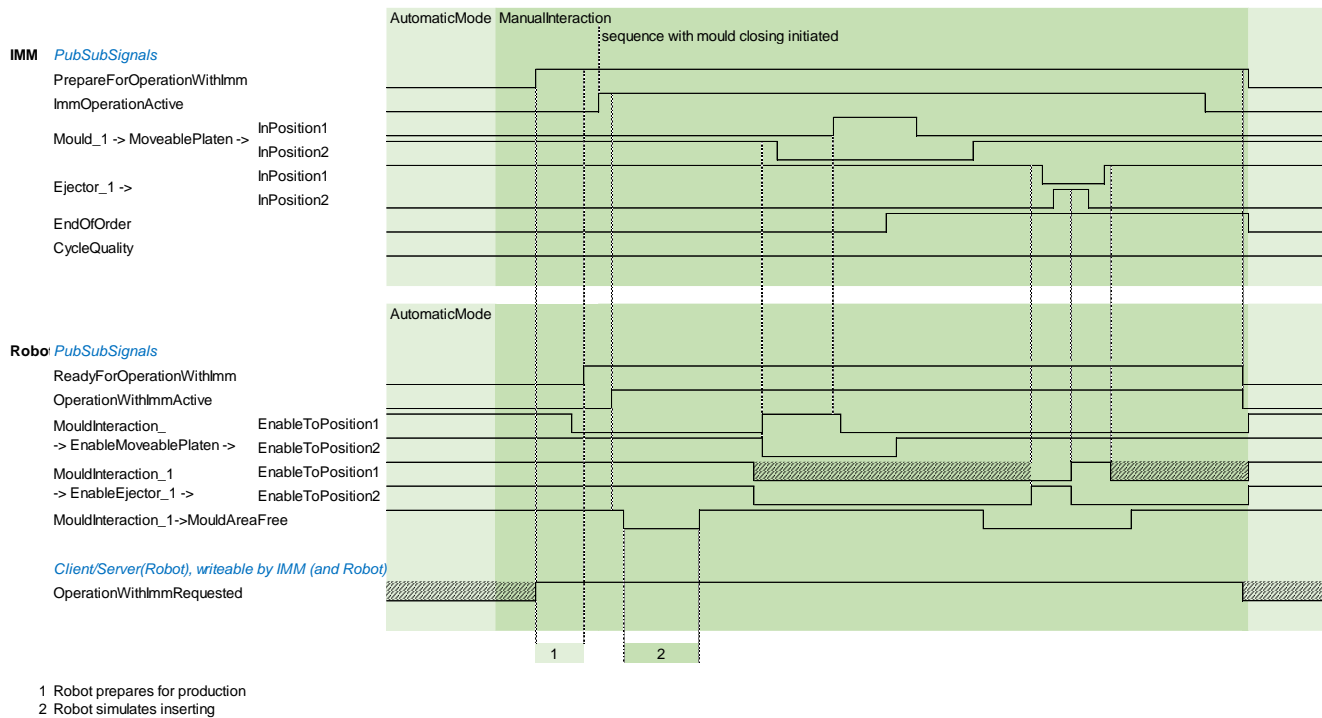 AutomaticMode ManualInteraction
sequence with mould closing initiated
IMM PubSubSignals
PrepareForOperationWithImm
ImmOperationActive
Mould_1 -> MoveablePlaten -> InPosition1
InPosition2
Ejector_1 -> InPosition1
InPosition2
EndOfOrder
CycleQuality
AutomaticMode
Robot PubSubSignals
ReadyForOperationWithImm
OperationWithImmActive
MouldInteraction_ EnableToPosition1
-> EnableMoveablePlaten -> EnableToPosition2
MouldInteraction_1 EnableToPosition1
-> EnableEjector_1 -> EnableToPosition2
MouldInteraction_1->MouldAreaFree
Client/Server(Robot), writeable by IMM (and Robot)
OperationWithImmRequested
1 2
1 Robot prepares for production
2 Robot simulates inserting